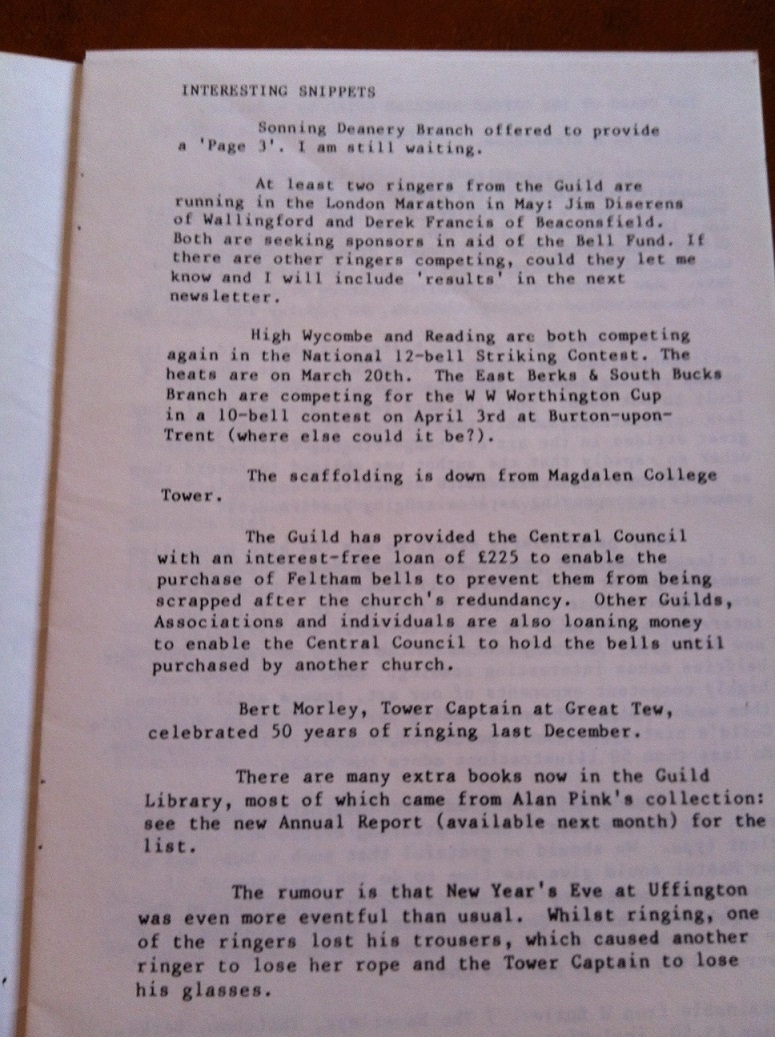 INTERESTING SNIPPETS
Sonning Deanery Branch offered to provide
a 'Page 3'. I am still waiting.
At least two ringers from the Guild are
running in the London Marathon in May: Jim Diserens
of Wallingford and Derek Francis of Beaconsfield.
Both are seeking sponsors in aid of the Bell Fund. If
there are other ringers competing, could they let me
know and I will include 'results' in the next
newsletter.
High Wycombe and Reading are both competing
again in the National 12-bell Striking Contest. The
heats are on March 20th. The East Berks & South Bucks
Branch are competing for the W W Worthington Cup
in a 10-bell contest on April 3rd at Burton-upon-
Trent (where else could it be?).
The scaffolding is down from Magdalen College
Tower.
The Guild has provided the Central Council
with an interest-free loan of £225 to enable the
purchase of Feltham bells to prevent them from being
scrapped after the church's redundancy. Other Guilds,
Associations and individuals are also loaning money
to enable the Central Council to hold the bells until
purchased by another church.
Bert Morley, Tower Captain at Great Tew,
celebrated 50 years of ringing last December.
There are many extra books now in the Guild
Library, most of which came from Alan Pink's collection:
see the new Annual Report (available next month) for the
list.
The rumour is that New Year's Eve at Uffington
was even more eventful than usual. Whilst ringing, one
of the ringers lost his trousers, which caused another
ringer to lose her rope and the Tower Captain to lose
his glasses.